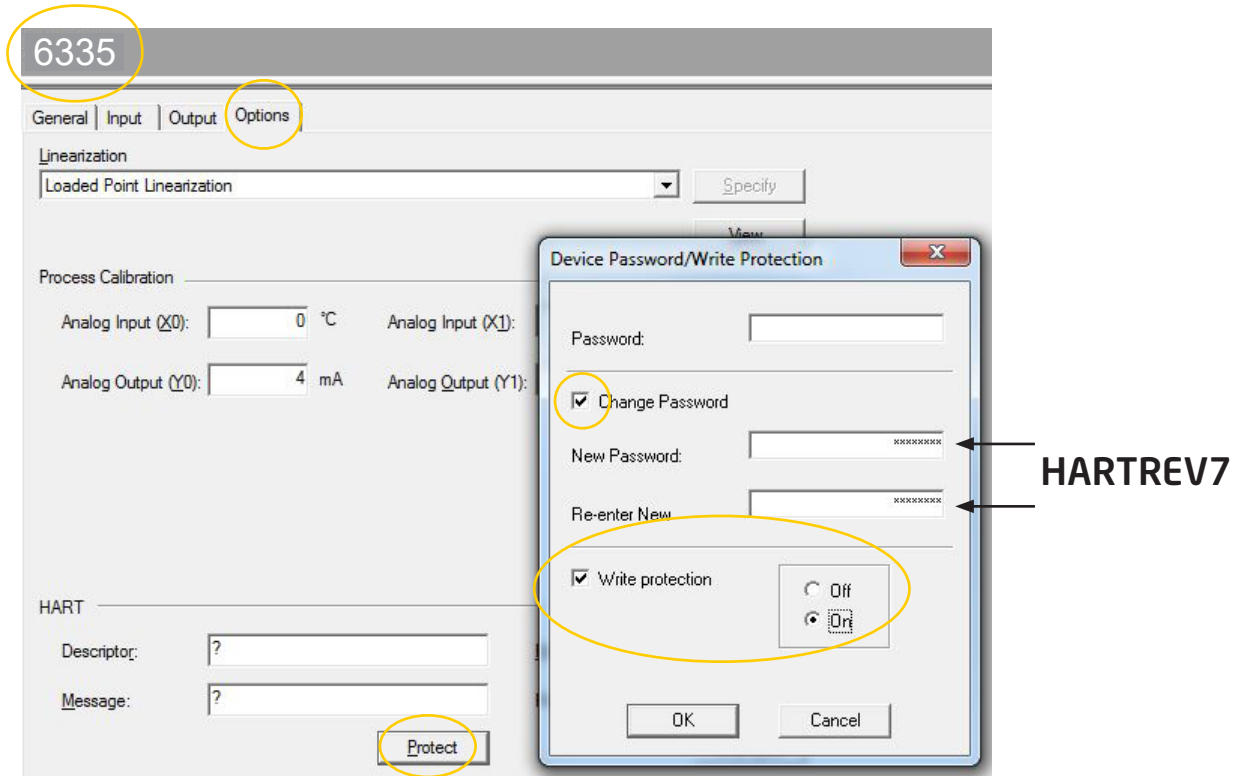 6335
General Input Output Options
Linearization
Loaded Point Linearization Specify
View
Process Calibration
Analog Input (X0): 0 °C Analog Input (X1):
Analog Output (Y0): 4 mA Analog Output (Y1):
HART
Descriptor: ?
Message: ?
Protect
Device Password/Write Protection
Password:
Change Password
New Password: ********
Re-enter New ********
Write protection Off
On
OK Cancel
HARTREV7